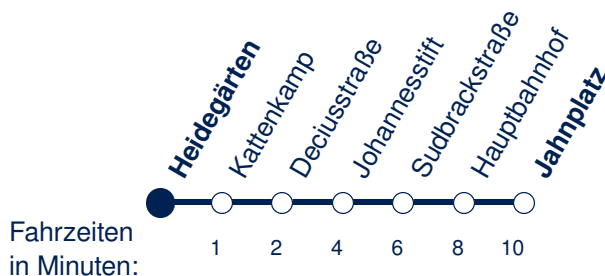 Heidegärten
Kattenkamp
Deciusstraße
Johannesstift
Sudbrackstraße
Hauptbahnhof
Jahnplatz
Fahrzeiten
in Minuten:
1 2 4 6 8 10